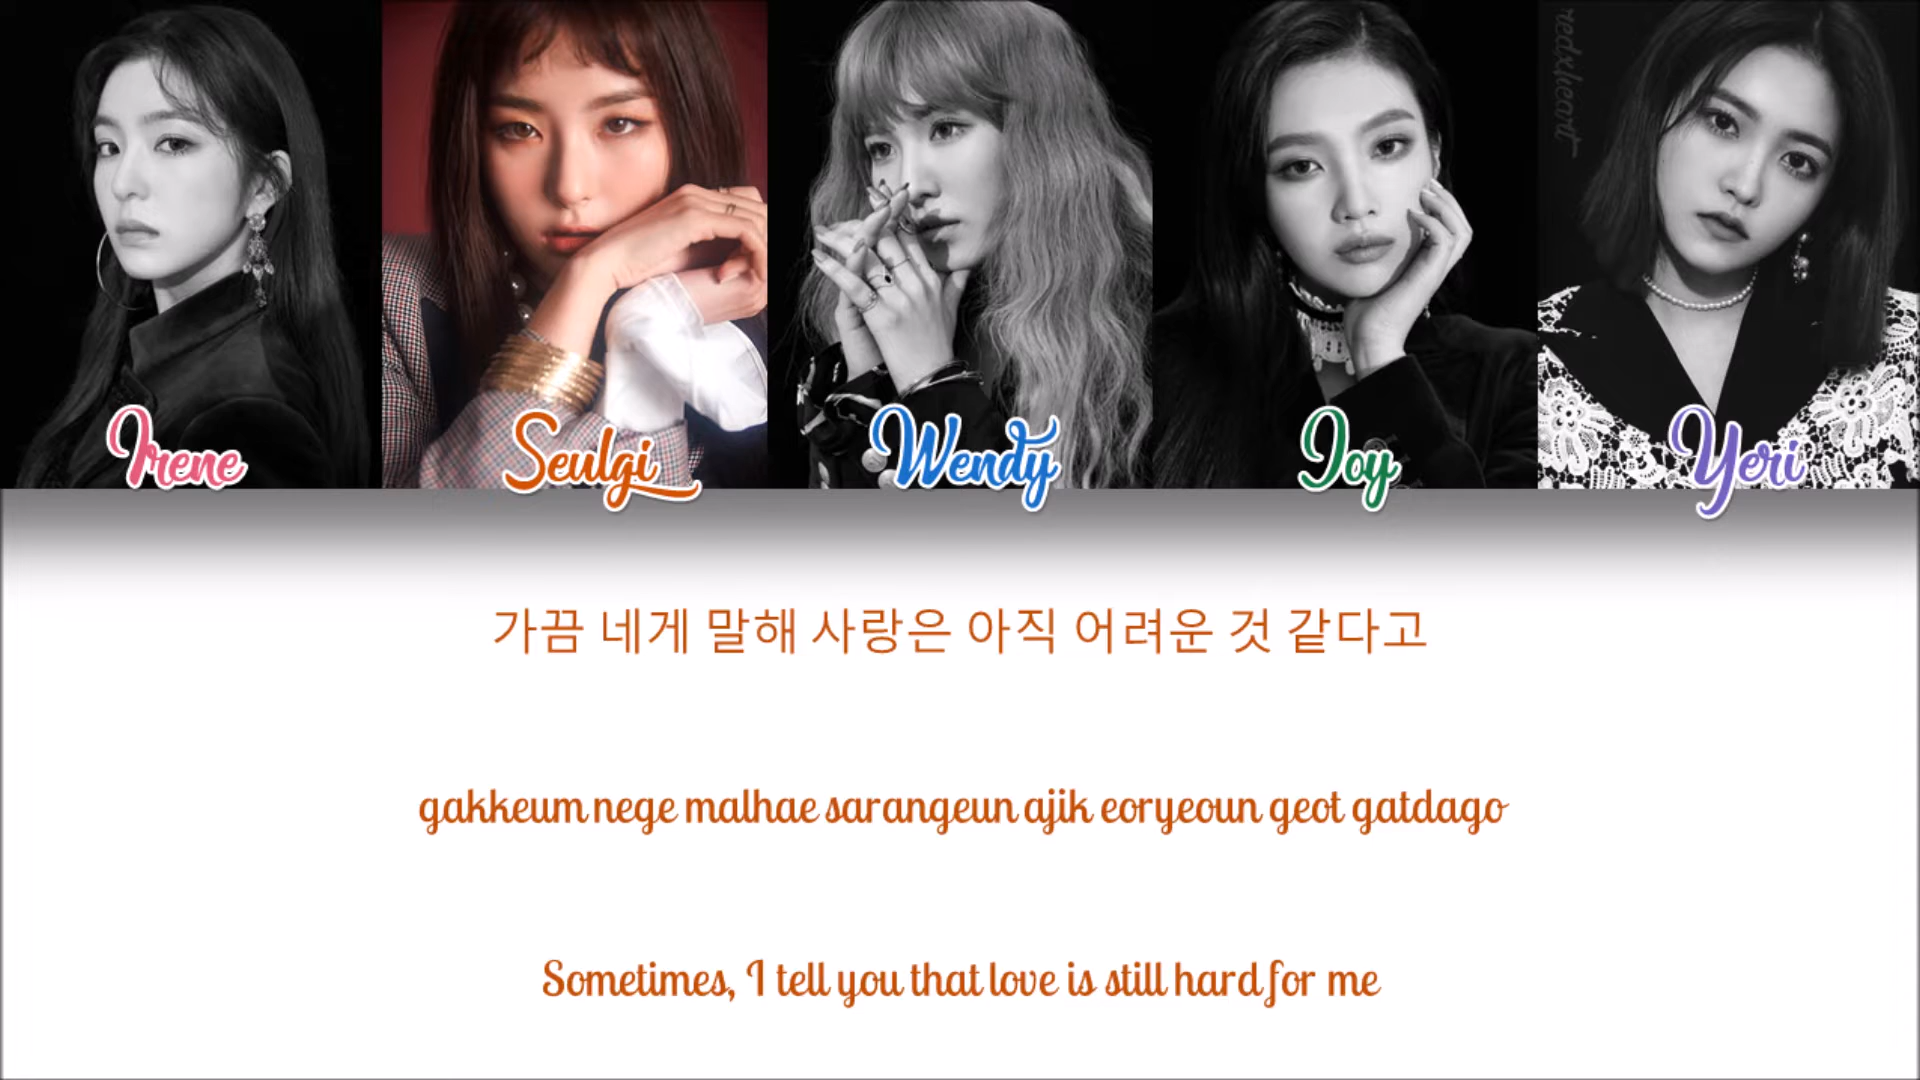 redxheart
Irene
Seulgi
Wendy
Joy
Yeri
가끔 네게 말해 사랑은 아직 어려운 것 같다고
gakkeum nege malhae sarangeun ajik eoryeoun geot gatdago
Sometimes, I tell you that love is still hard for me